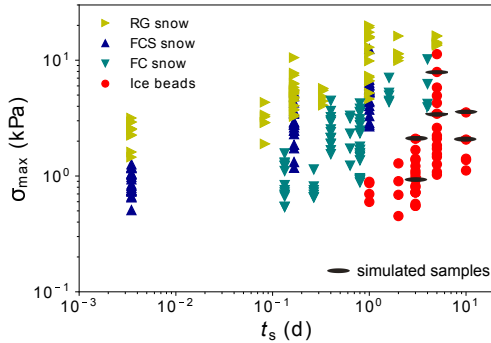 RG snow
FCS snow
FC snow
Ice beads
σmax (kPa)
10¹
10⁰
10⁻¹
simulated samples
10⁻³ 10⁻² 10⁻¹ 10⁰ 10¹
ts (d)